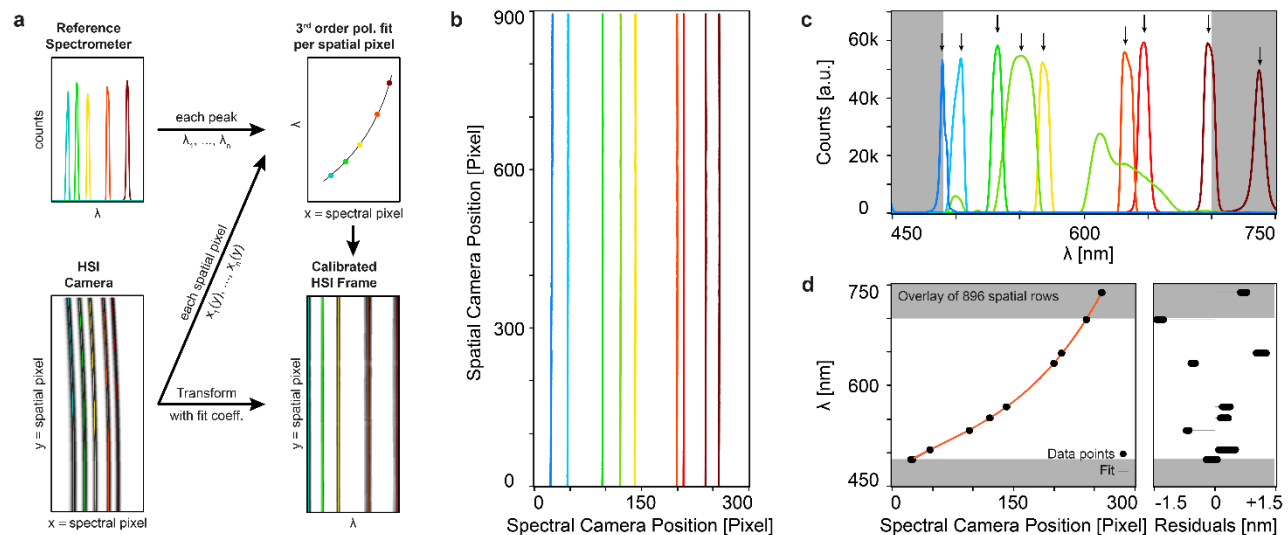 a
Reference
Spectrometer
counts
λ
each peak
λ₁, ..., λₙ
3rd order pol. fit
per spatial pixel
λ
x = spectral pixel
each spatial pixel
x₁(y), ..., xₙ(y)
HSI
Camera
y = spatial pixel
x = spectral pixel
Transform
with fit coeff.
Calibrated
HSI Frame
y = spatial pixel
λ
b
Spatial Camera Position [Pixel]
900
600
300
0
0 150 300
Spectral Camera Position [Pixel]
c
Counts [a.u.]
60k
40k
20k
0
450 600 750
λ [nm]
d
λ [nm]
750
600
450
Overlay of 896 spatial rows
Data points
Fit
0 150 300
Spectral Camera Position [Pixel]
-1.5 0 +1.5
Residuals [nm]